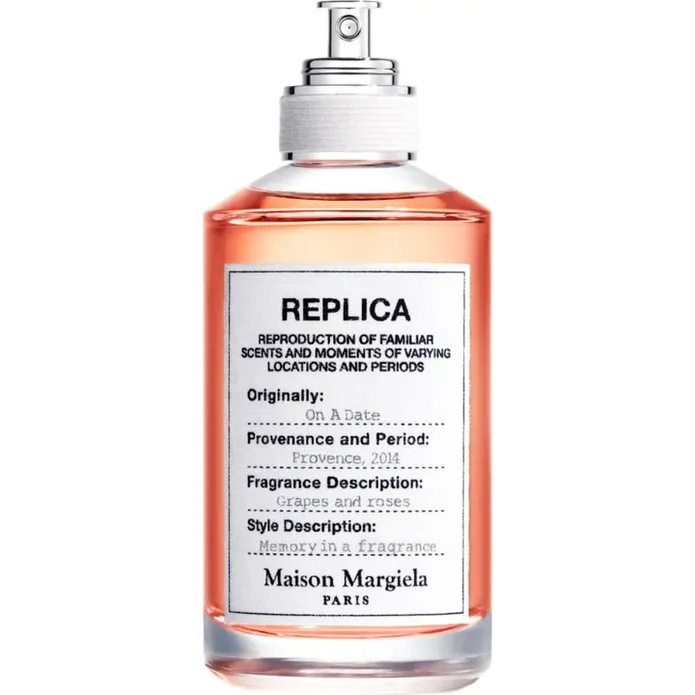 REPLICA
REPRODUCTION OF FAMILIAR
SCENTS AND MOMENTS OF VARYING
LOCATIONS AND PERIODS
Originally:
On A Date
Provenance and Period:
Provence, 2014
Fragrance Description:
Grapes and roses
Style Description:
Memory in a fragrance
Maison Margiela
PARIS